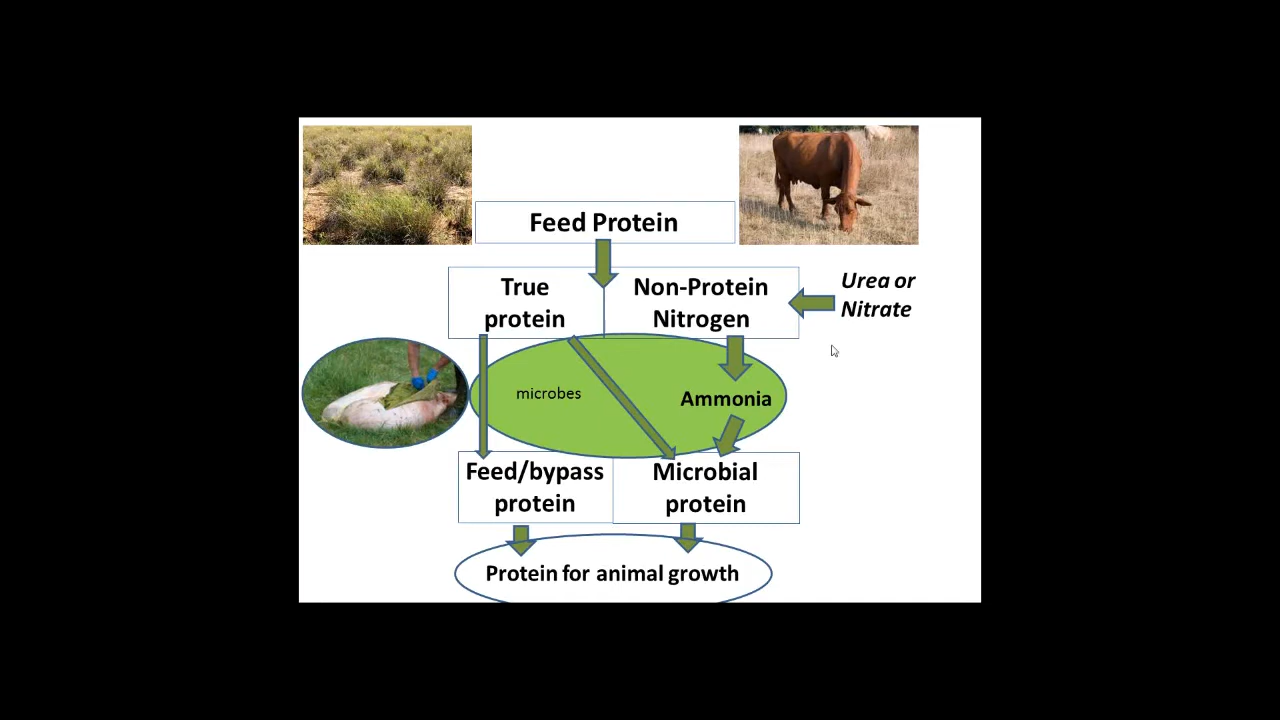 Feed Protein
True
protein
Non-Protein
Nitrogen
Urea or
Nitrate
microbes
Ammonia
Feed/bypass
protein
Microbial
protein
Protein for animal growth